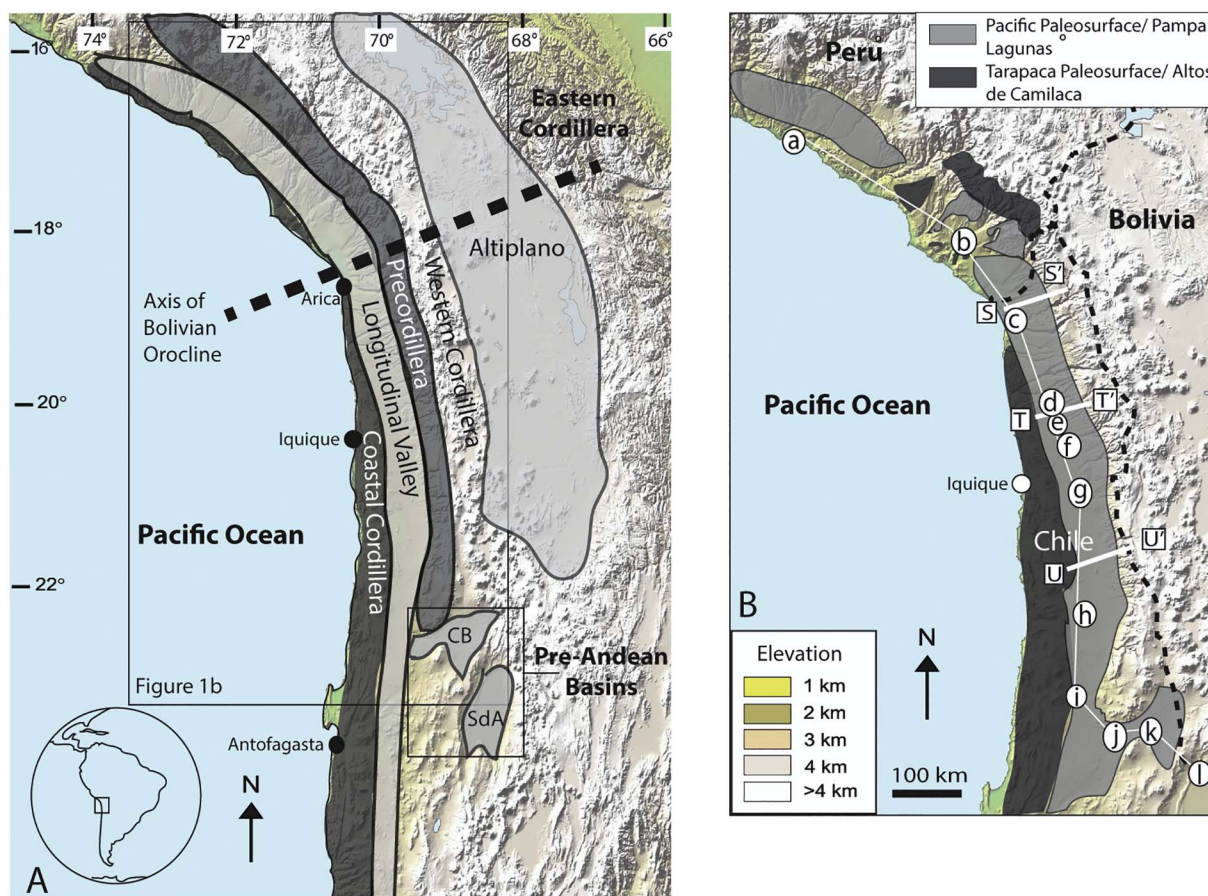 74°
72°
70°
68°
66°
16°
18°
20°
22°
Eastern
Cordillera
Altiplano
Western Cordillera
Precordillera
Longitudinal Valley
Coastal Cordillera
Axis of
Bolivian
Orocline
Arica
Iquique
Pacific Ocean
CB
Pre-Andean
Basins
SdA
Figure 1b
Antofagasta
N
A
Pacific Paleosurface/ Pampa
Lagunas
Tarapaca Paleosurface/ Altos
de Camilaca
Peru
Bolivia
a
b
S
S'
c
Pacific Ocean
d
T
T'
e
f
Iquique
g
Chile
U
U'
h
i
j
k
l
B
N
Elevation
1 km
2 km
3 km
4 km
>4 km
100 km